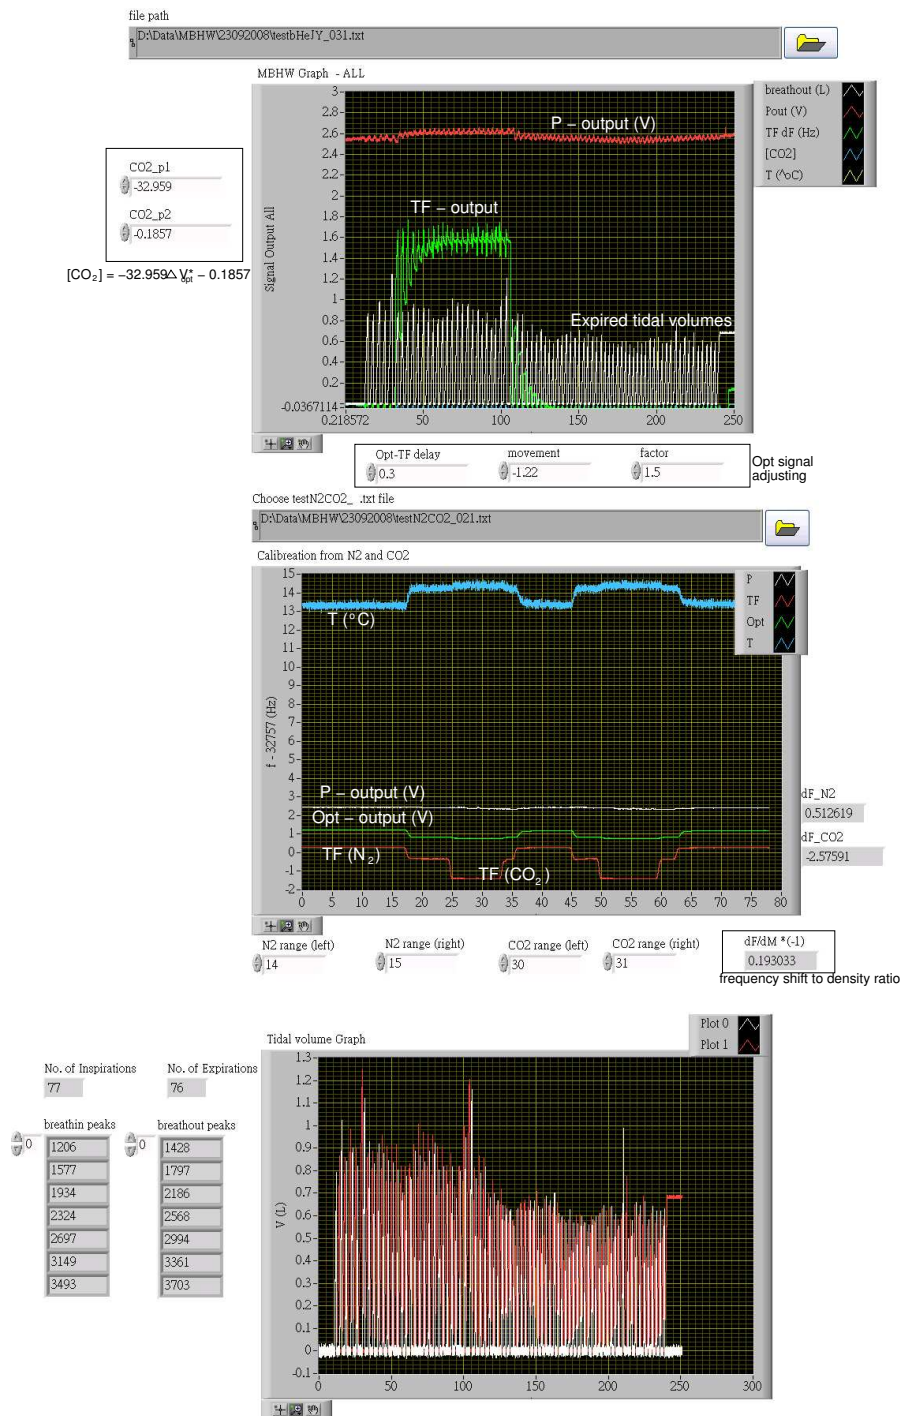 file path
D:\Data\MBHW\23092008\testbHeJY_031.txt
MBHW Graph - ALL
breathout (L)
Pout (V)
TF dF (Hz)
[CO2]
T (^oC)
CO2_p1
-32.959
CO2_p2
-0.1857
[CO₂] = −32.959△ V*opt − 0.1857
Signal Output All
3
2.8
2.6
2.4
2.2
2
1.8
1.6
1.4
1.2
1
0.8
0.6
0.4
0.2
-0.0367114
0.218572
50
100
150
200
250
P − output (V)
TF − output
Expired tidal volumes
Opt-TF delay
0.3
movement
-1.22
factor
1.5
Opt signal
adjusting
Choose testN2CO2_ .txt file
D:\Data\MBHW\23092008\testN2CO2_021.txt
Calibreation from N2 and CO2
P
TF
Opt
T
f - 32757 (Hz)
15
14
13
12
11
10
9
8
7
6
5
4
3
2
1
0
-1
-2
0
5
10
15
20
25
30
35
40
45
50
55
60
65
70
75
80
T (°C)
P − output (V)
Opt − output (V)
TF (N₂)
TF (CO₂)
dF_N2
0.512619
dF_CO2
-2.57591
N2 range (left)
14
N2 range (right)
15
CO2 range (left)
30
CO2 range (right)
31
dF/dM *(-1)
0.193033
frequency shift to density ratio
Tidal volume Graph
Plot 0
Plot 1
No. of Inspirations
77
No. of Expirations
76
breathin peaks
0
1206
1577
1934
2324
2697
3149
3493
breathout peaks
0
1428
1797
2186
2568
2994
3361
3703
V (L)
1.3
1.2
1.1
1
0.9
0.8
0.7
0.6
0.5
0.4
0.3
0.2
0.1
0
-0.1
0
50
100
150
200
250
300